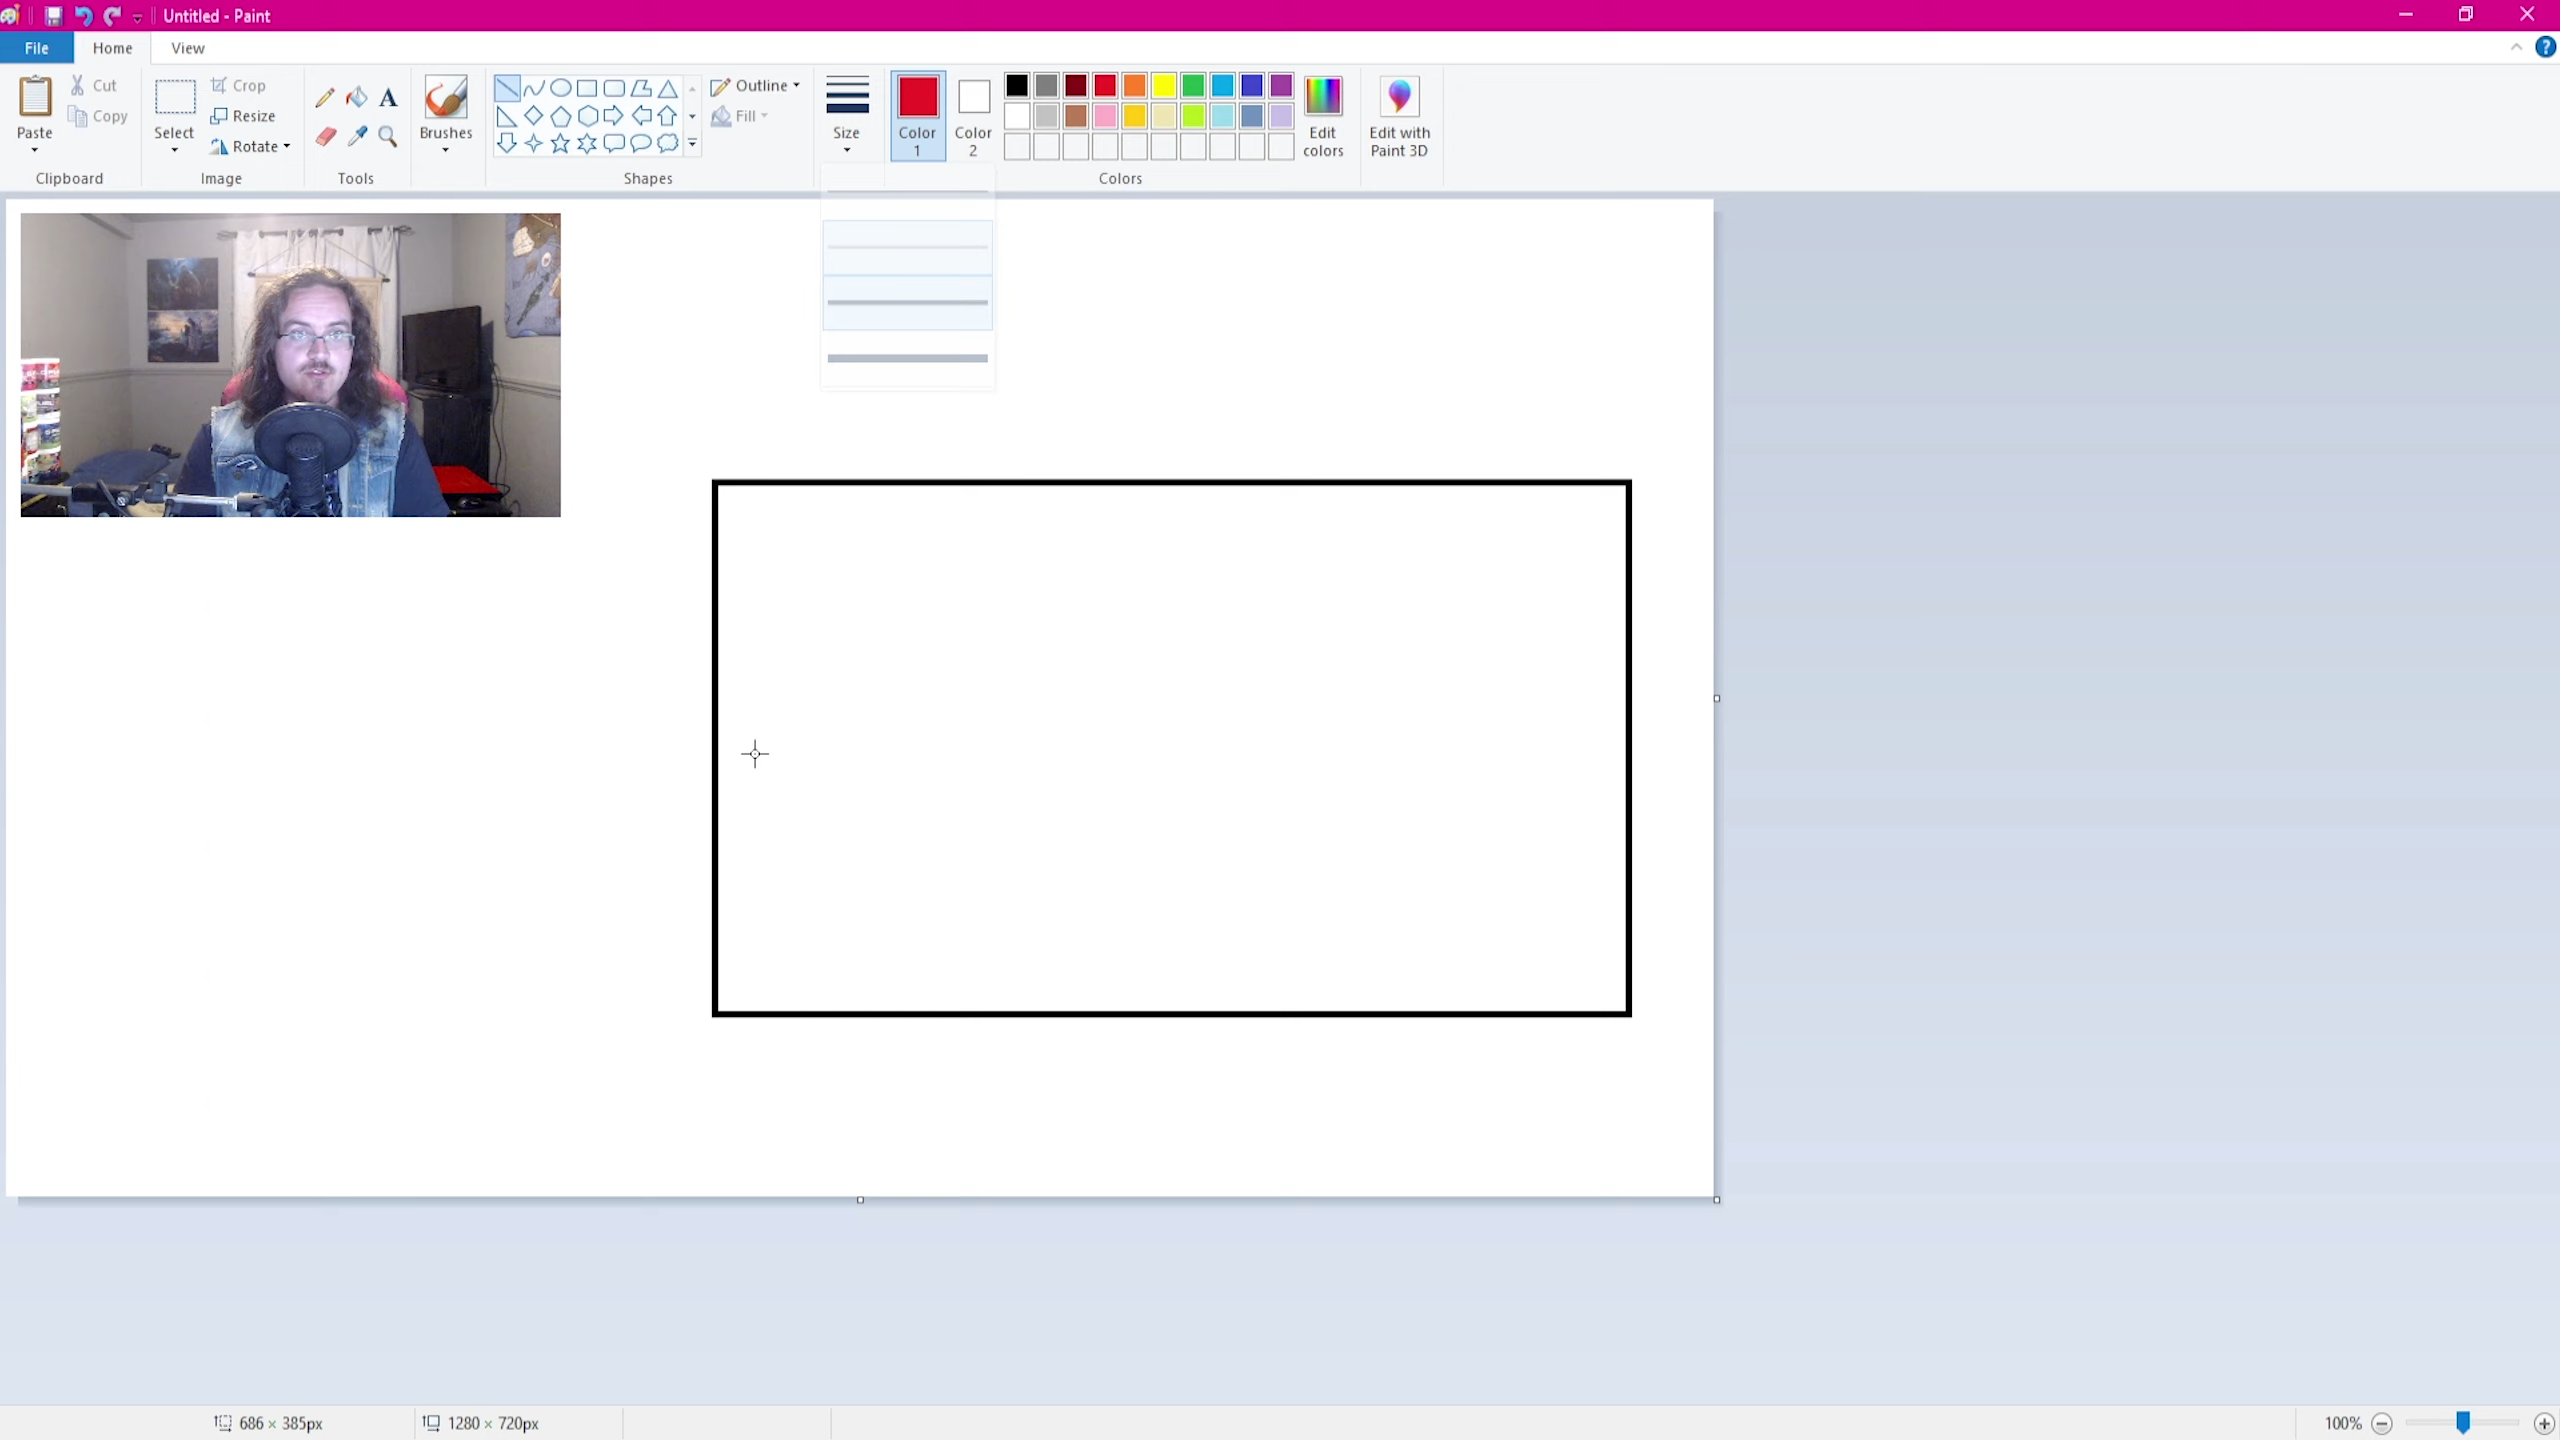 Untitled - Paint
File Home View
Paste Cut Copy
Select Crop Resize Rotate
A
Brushes
Outline Fill
Size
Color 1
Color 2
Edit colors
Edit with Paint 3D
Clipboard Image Tools Shapes Colors
686 × 385px 1280 × 720px 100%